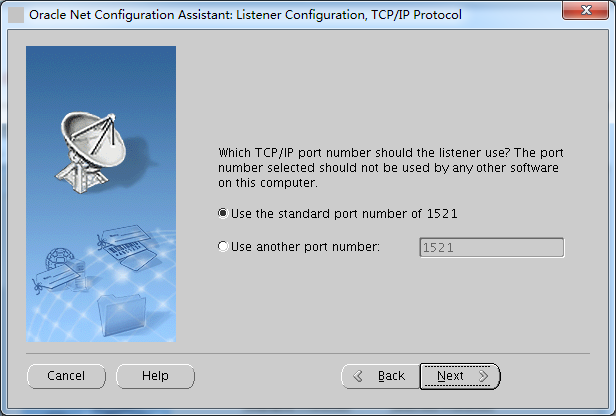 Oracle Net Configuration Assistant: Listener Configuration, TCP/IP Protocol
Which TCP/IP port number should the listener use? The port
number selected should not be used by any other software
on this computer.
Use the standard port number of 1521
Use another port number:
1521
Cancel
Help
Back
Next